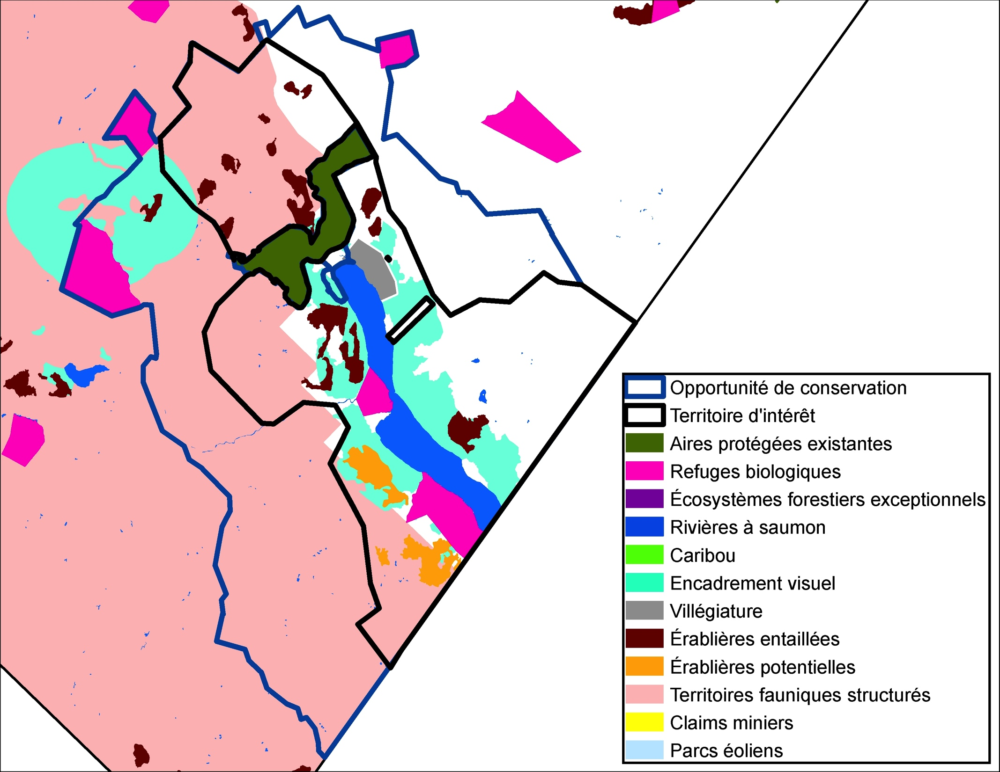 Opportunité de conservation
Territoire d'intérêt
Aires protégées existantes
Refuges biologiques
Écosystèmes forestiers exceptionnels
Rivières à saumon
Caribou
Encadrement visuel
Villégiature
Érablières entaillées
Érablières potentielles
Territoires fauniques structurés
Claims miniers
Parcs éoliens